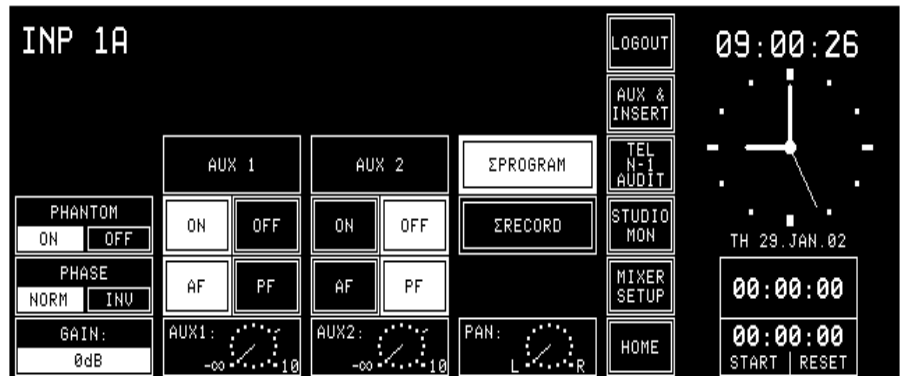 INP 1A
LOGOUT
09:00:26
AUX &
INSERT
AUX 1
AUX 2
ΣPROGRAM
TEL
N-1
AUDIT
PHANTOM
ON OFF
ON OFF
ON OFF
ΣRECORD
STUDIO
MON
TH 29.JAN.02
PHASE
NORM INV
AF PF
AF PF
MIXER
SETUP
00:00:00
GAIN:
0dB
AUX1:
-∞ 10
AUX2:
-∞ 10
PAN:
L R
HOME
00:00:00
START RESET